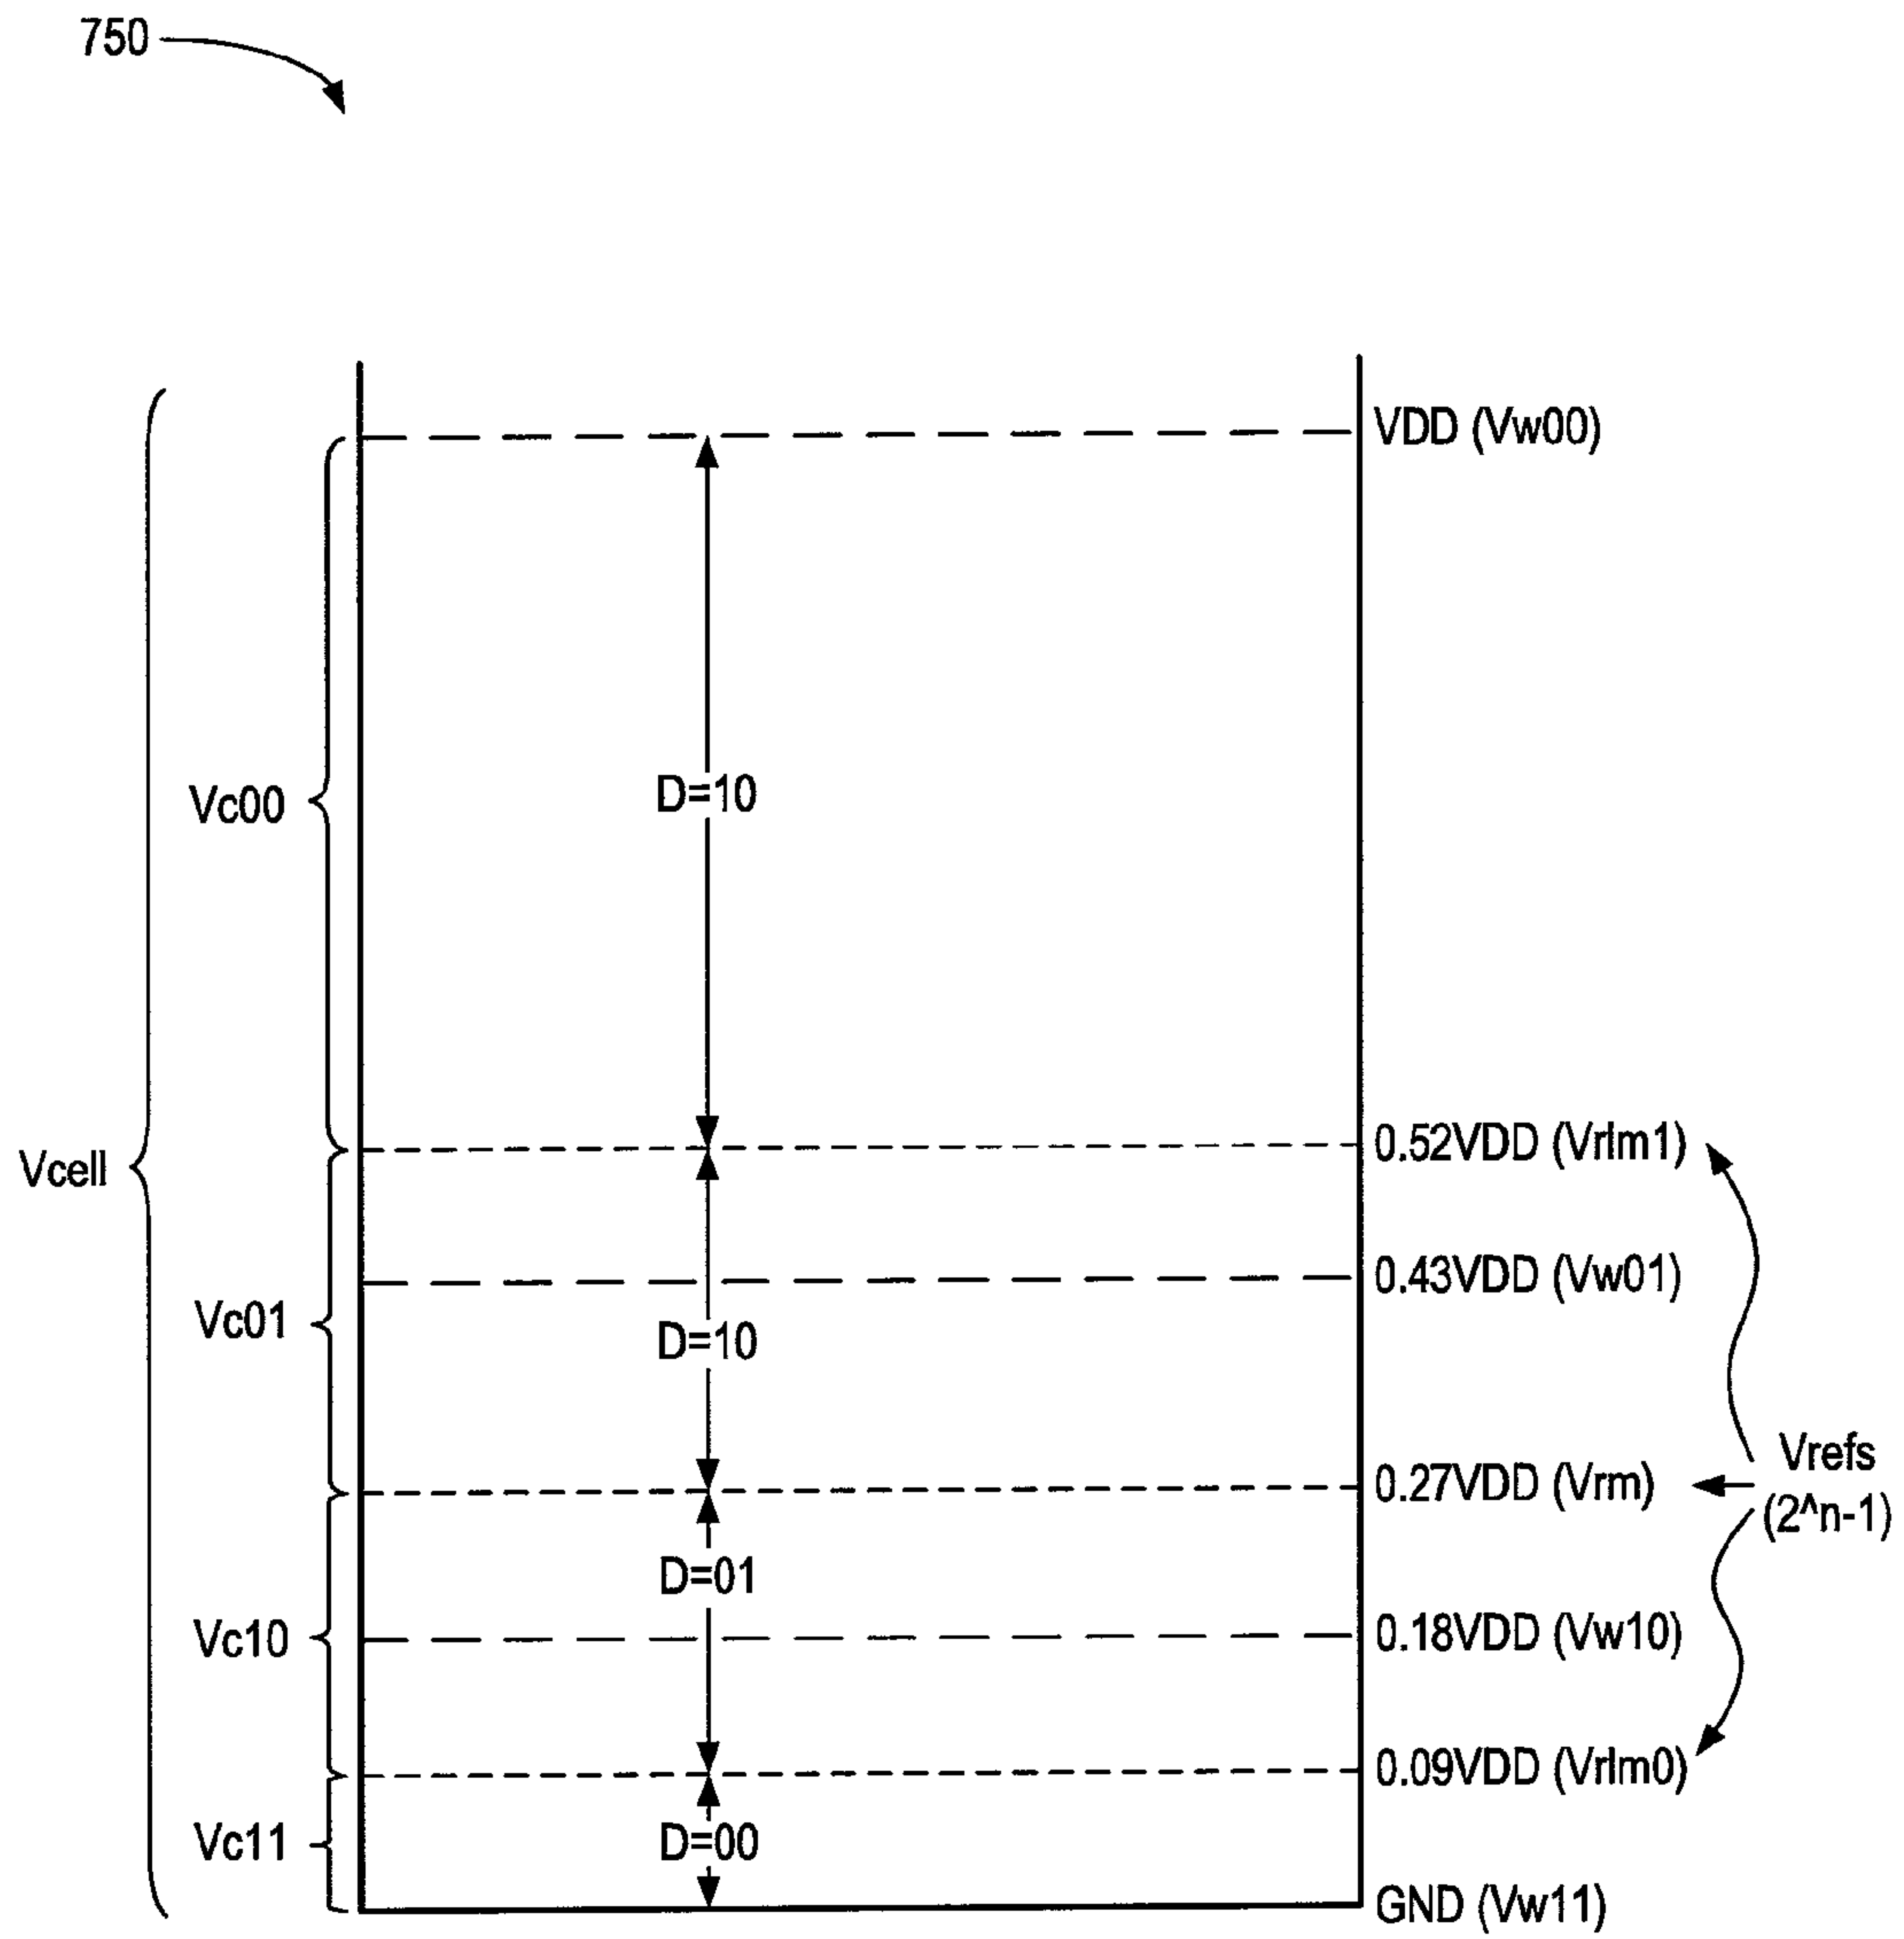 750
VDD (Vw00)
Vc00
D=10
Vcell
0.52VDD (Vrlm1)
0.43VDD (Vw01)
Vc01
D=10
Vrefs
(2^n-1)
0.27VDD (Vrm)
D=01
Vc10
0.18VDD (Vw10)
0.09VDD (Vrlm0)
Vc11
D=00
GND (Vw11)